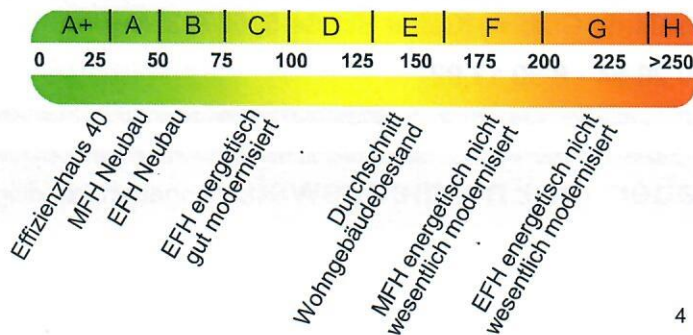 A+ A B C D E F G H
0 25 50 75 100 125 150 175 200 225 >250
Effizienzhaus 40
MFH Neubau
EFH Neubau
EFH energetisch
gut modernisiert
Durchschnitt
Wohngebäudebestand
MFH energetisch nicht
wesentlich modernisiert
EFH energetisch nicht
wesentlich modernisiert
4